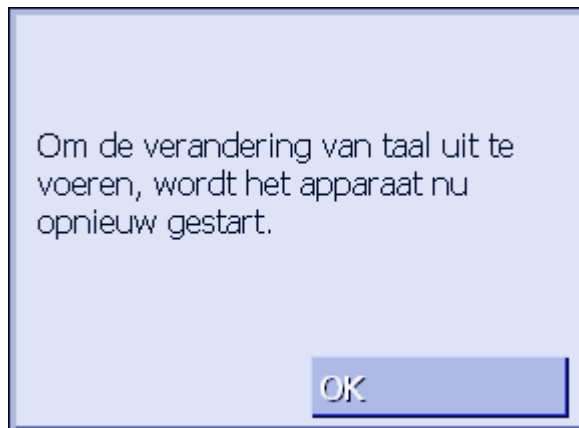 Om de verandering van taal uit te
voeren, wordt het apparaat nu
opnieuw gestart.
OK